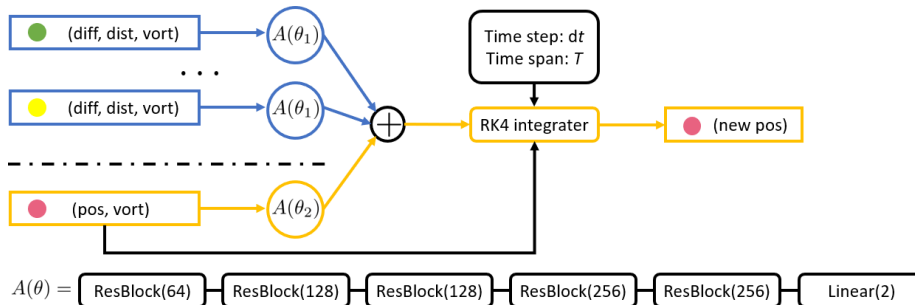 (diff, dist, vort)
A(θ₁)
Time step: dt
Time span: T
. . .
(diff, dist, vort)
A(θ₁)
+
RK4 integrater
(new pos)
(pos, vort)
A(θ₂)
A(θ) = ResBlock(64) ResBlock(128) ResBlock(128) ResBlock(256) ResBlock(256) Linear(2)